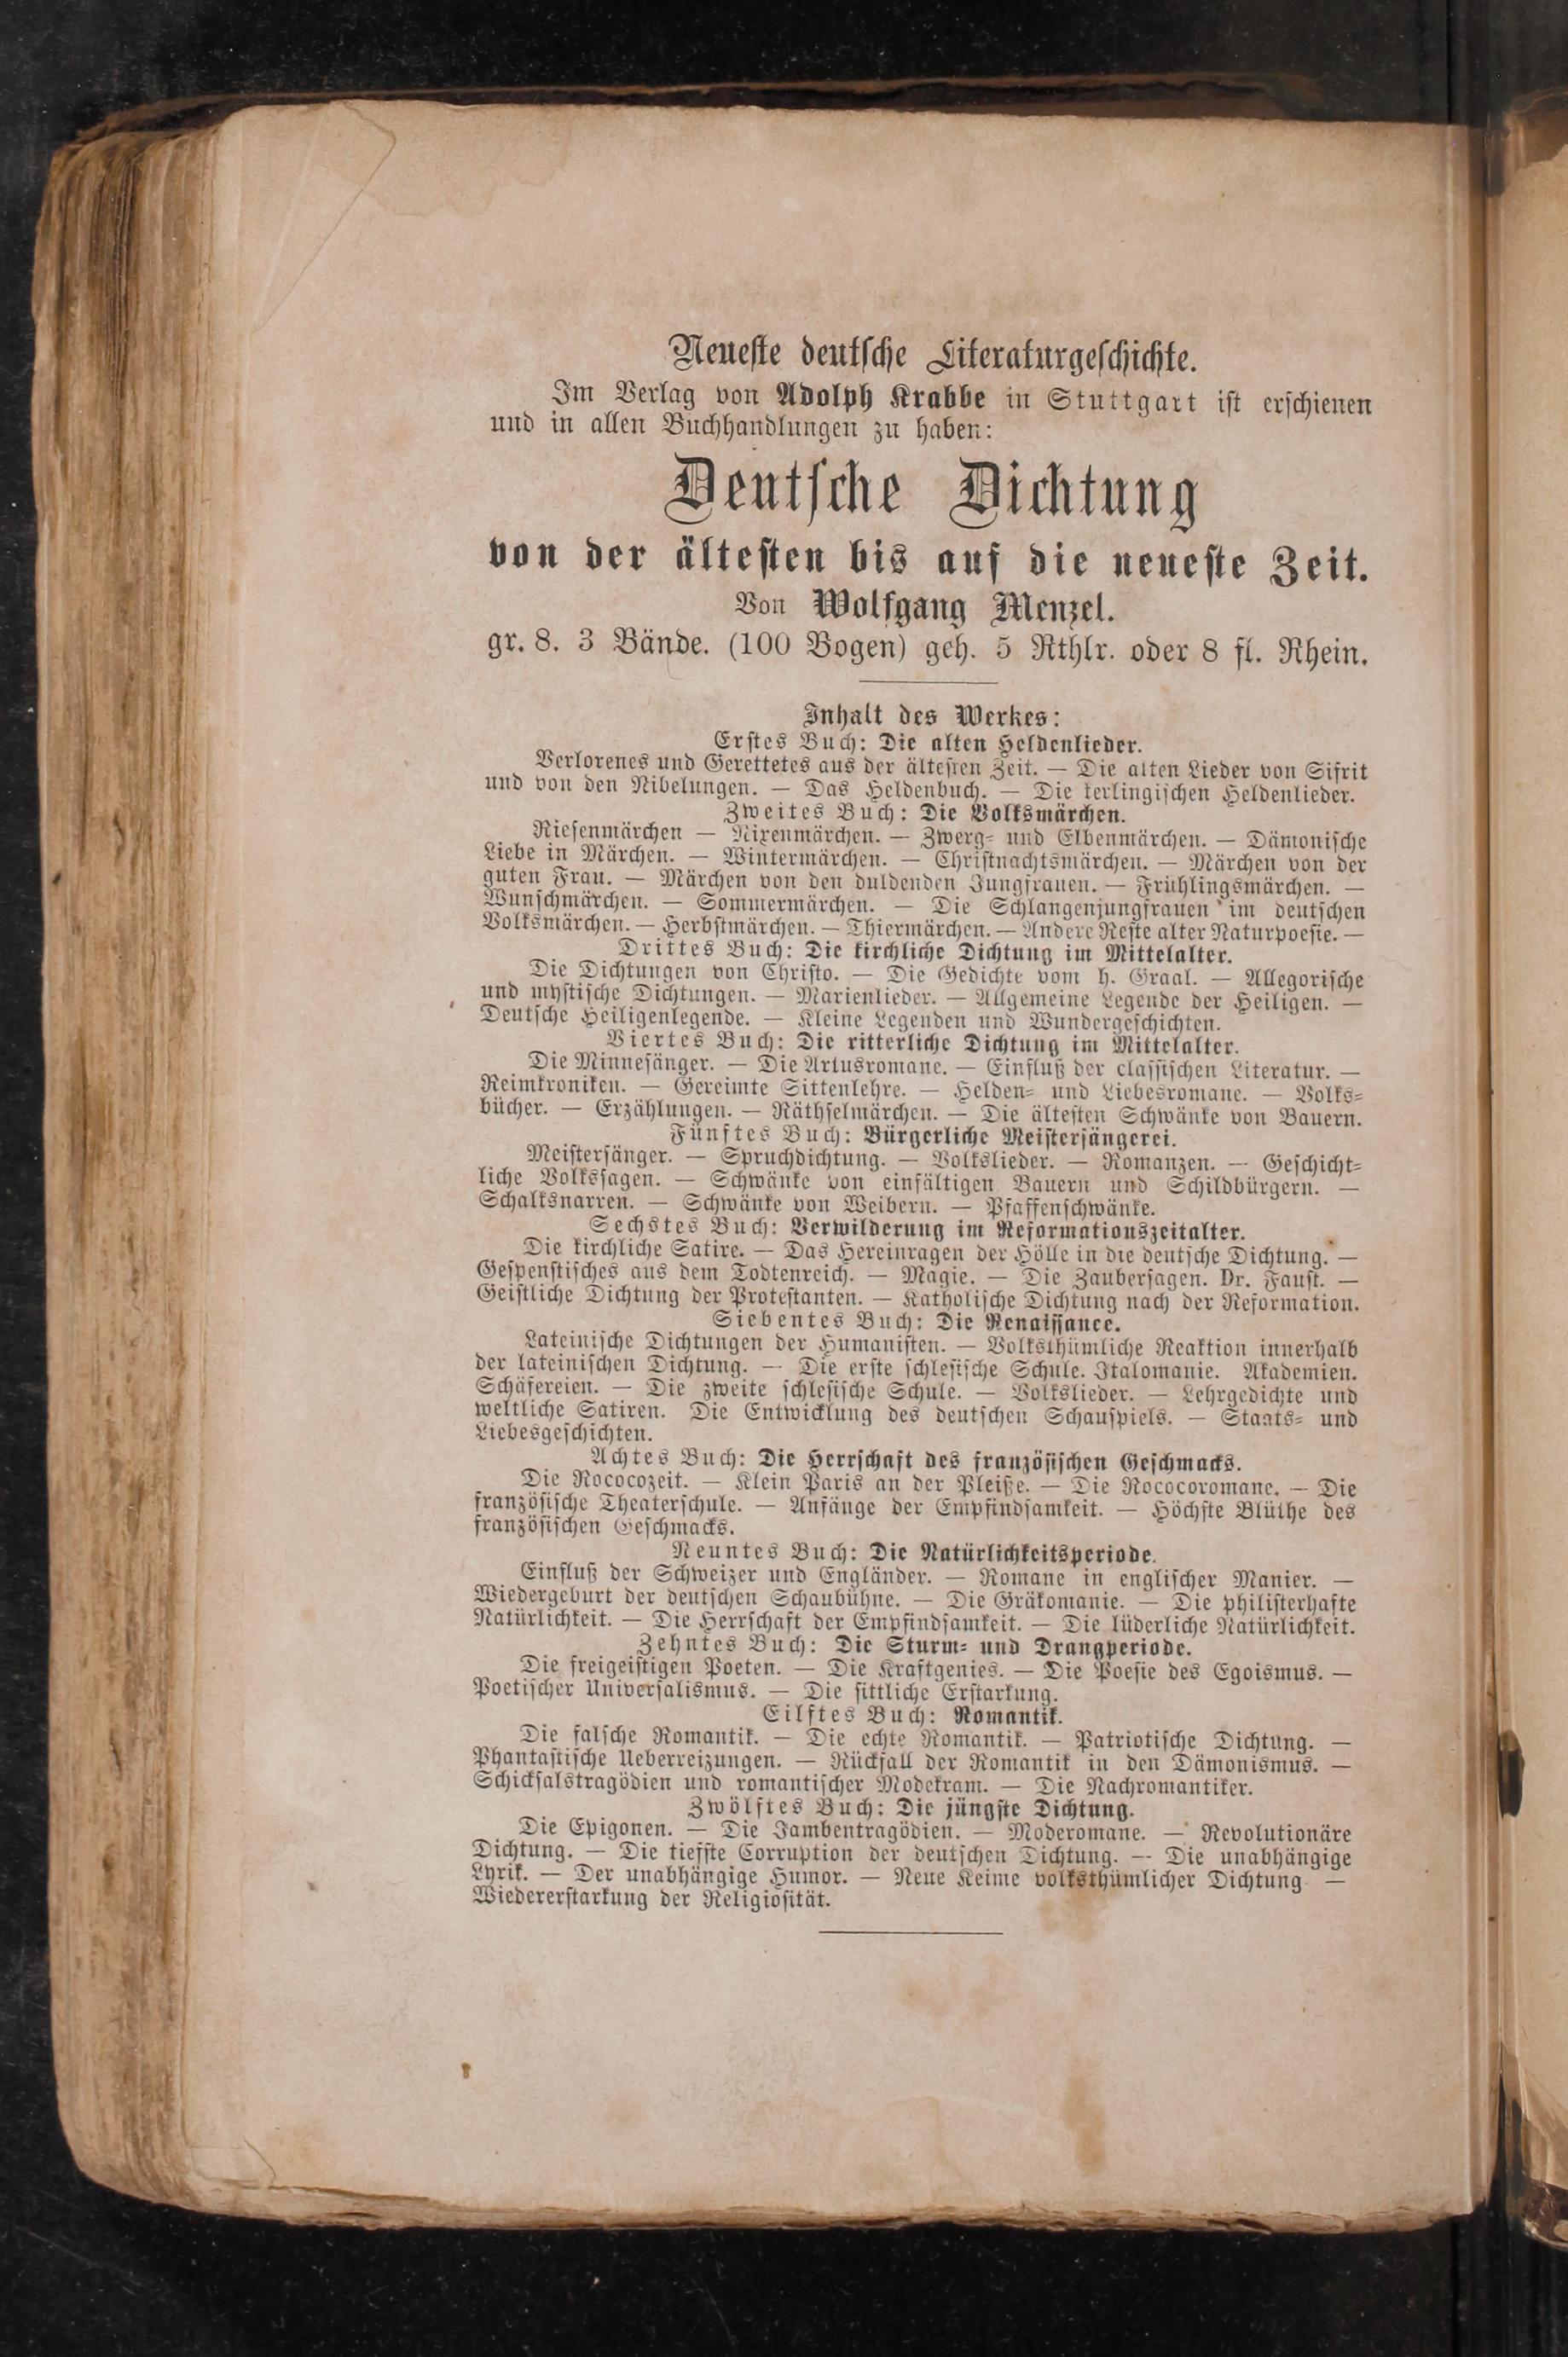 Neueſte deutſche Literaturgeſchichte.
Im Verlag von Adolph Krabbe in Stuttgart iſt erſchienen
und in allen Buchhandlungen zu haben:
Deutſche Dichtung
von der älteſten bis auf die neueſte Zeit.
Von Wolfgang Menzel.
gr. 8. 3 Bände. (100 Bogen) geh. 5 Rthlr. oder 8 fl. Rhein.
Inhalt des Werkes:
Erſtes Buch: Die alten Heldenlieder.
Verlorenes und Gerettetes aus der älteſten Zeit. — Die alten Lieder von Sifrit
und von den Nibelungen. — Das Heldenbuch. — Die kerlingiſchen Heldenlieder.
Zweites Buch: Die Volksmärchen.
Rieſenmärchen — Nixenmärchen. — Zwerg- und Elbenmärchen. — Dämoniſche
Liebe in Märchen. — Wintermärchen. — Chriſtnachtsmärchen. — Märchen von der
guten Frau. — Märchen von den duldenden Jungfrauen. — Frühlingsmärchen. —
Wunſchmärchen. — Sommermärchen. — Die Schlangenjungfrauen im deutſchen
Volksmärchen. — Herbſtmärchen. — Thiermärchen. — Andere Reſte alter Naturpoeſie. —
Drittes Buch: Die kirchliche Dichtung im Mittelalter.
Die Dichtungen von Chriſto. — Die Gedichte vom h. Graal. — Allegoriſche
und myſtiſche Dichtungen. — Marienlieder. — Allgemeine Legende der Heiligen. —
Deutſche Heiligenlegende. — Kleine Legenden und Wundergeſchichten.
Viertes Buch: Die ritterliche Dichtung im Mittelalter.
Die Minneſänger. — Die Artusromane. — Einfluß der claſſiſchen Literatur. —
Reimkroniken. — Gereimte Sittenlehre. — Helden- und Liebesromane. — Volks-
bücher. — Erzählungen. — Räthſelmärchen. — Die älteſten Schwänke von Bauern.
Fünftes Buch: Bürgerliche Meiſterſängerei.
Meiſterſänger. — Spruchdichtung. — Volkslieder. — Romanzen. — Geſchicht-
liche Volksſagen. — Schwänke von einfältigen Bauern und Schildbürgern. —
Schalksnarren. — Schwänke von Weibern. — Pfaffenſchwänke.
Sechstes Buch: Verwilderung im Reformationszeitalter.
Die kirchliche Satire. — Das Hereinragen der Hölle in die deutſche Dichtung. —
Geſpenſtiſches aus dem Todtenreich. — Magie. — Die Zauberſagen. Dr. Fauſt. —
Geiſtliche Dichtung der Proteſtanten. — Katholiſche Dichtung nach der Reformation.
Siebentes Buch: Die Renaiſſance.
Lateiniſche Dichtungen der Humaniſten. — Volksthümliche Reaktion innerhalb
der lateiniſchen Dichtung. — Die erſte ſchleſiſche Schule. Italomanie. Akademien.
Schäfereien. — Die zweite ſchleſiſche Schule. — Volkslieder. — Lehrgedichte und
weltliche Satiren. Die Entwicklung des deutſchen Schauſpiels. — Staats- und
Liebesgeſchichten.
Achtes Buch: Die Herrſchaft des franzöſiſchen Geſchmacks.
Die Rococozeit. — Klein Paris an der Pleiße. — Die Rococoromane. — Die
franzöſiſche Theaterſchule. — Anfänge der Empfindſamkeit. — Höchſte Blüthe des
franzöſiſchen Geſchmacks.
Neuntes Buch: Die Natürlichkeitsperiode.
Einfluß der Schweizer und Engländer. — Romane in engliſcher Manier. —
Wiedergeburt der deutſchen Schaubühne. — Die Gräkomanie. — Die philiſterhafte
Natürlichkeit. — Die Herrſchaft der Empfindſamkeit. — Die lüderliche Natürlichkeit.
Zehntes Buch: Die Sturm- und Drangperiode.
Die freigeiſtigen Poeten. — Die Kraftgenies. — Die Poeſie des Egoismus. —
Poetiſcher Univerſalismus. — Die ſittliche Erſtarkung.
Eilftes Buch: Romantik.
Die falſche Romantik. — Die echte Romantik. — Patriotiſche Dichtung. —
Phantaſtiſche Ueberreizungen. — Rückfall der Romantik in den Dämonismus. —
Schickſalstragödien und romantiſcher Modekram. — Die Nachromantiker.
Zwölftes Buch: Die jüngſte Dichtung.
Die Epigonen. — Die Jambentragödien. — Moderomane. — Revolutionäre
Dichtung. — Die tiefſte Corruption der deutſchen Dichtung. — Die unabhängige
Lyrik. — Der unabhängige Humor. — Neue Keime volksthümlicher Dichtung —
Wiedererſtarkung der Religioſität.